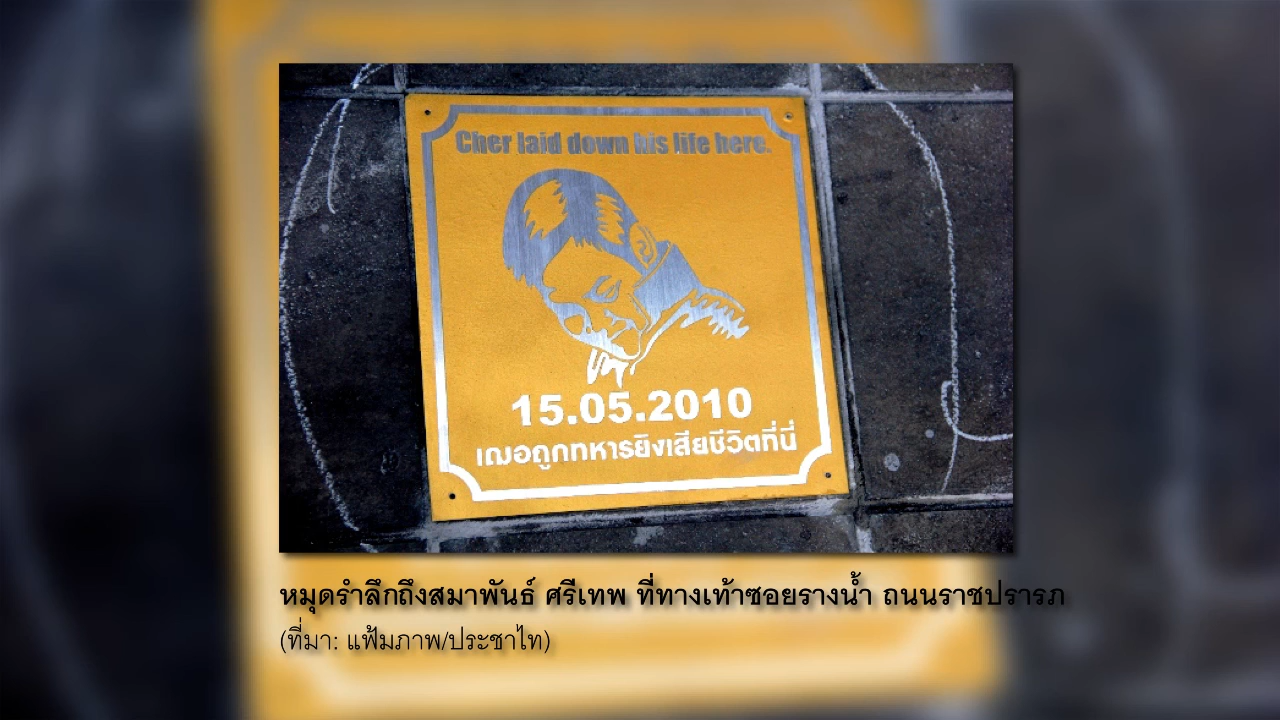 Cher laid down his life here.
15.05.2010
เฌอถูกทหารยิงเสียชีวิตที่นี่
หมุดรำลึกถึงสมาพันธ์ ศรีเทพ ที่ทางเท้าซอยรางน้ำ ถนนราชปรารภ
(ที่มา: แฟ้มภาพ/ประชาไท)